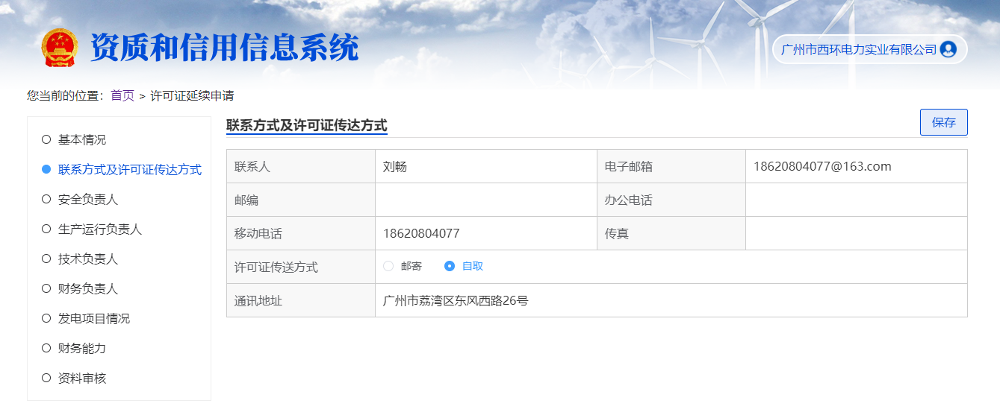 资质和信用信息系统
广州市西环电力实业有限公司
您当前的位置：首页 > 许可证延续申请
基本情况
联系方式及许可证传达方式
安全负责人
生产运行负责人
技术负责人
财务负责人
发电项目情况
财务能力
资料审核
联系方式及许可证传达方式
保存
联系人 刘畅 电子邮箱 18620804077@163.com
邮编 办公电话
移动电话 18620804077 传真
许可证传送方式 邮寄 自取
通讯地址 广州市荔湾区东风西路26号